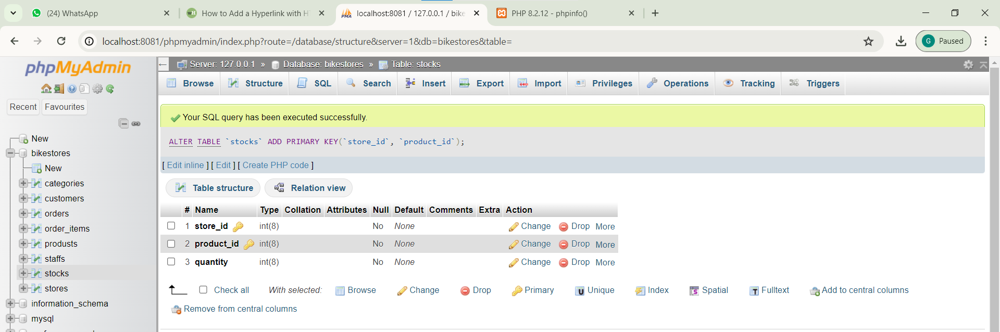 (24) WhatsApp
How to Add a Hyperlink with HT
localhost:8081 / 127.0.0.1 / bike
PHP 8.2.12 - phpinfo()
localhost:8081/phpmyadmin/index.php?route=/database/structure&server=1&db=bikestores&table=
G Paused
phpMyAdmin
Recent Favourites
New
bikestores
New
categories
customers
orders
order_items
produsts
staffs
stocks
stores
information_schema
mysql
Server: 127.0.0.1 » Database: bikestores » Table: stocks
Browse Structure SQL Search Insert Export Import Privileges Operations Tracking Triggers
Your SQL query has been executed successfully.
ALTER TABLE `stocks` ADD PRIMARY KEY(`store_id`, `product_id`);
[ Edit inline ] [ Edit ] [ Create PHP code ]
Table structure Relation view
# Name Type Collation Attributes Null Default Comments Extra Action
1 store_id int(8) No None Change Drop More
2 product_id int(8) No None Change Drop More
3 quantity int(8) No None Change Drop More
Check all With selected: Browse Change Drop Primary Unique Index Spatial Fulltext Add to central columns
Remove from central columns